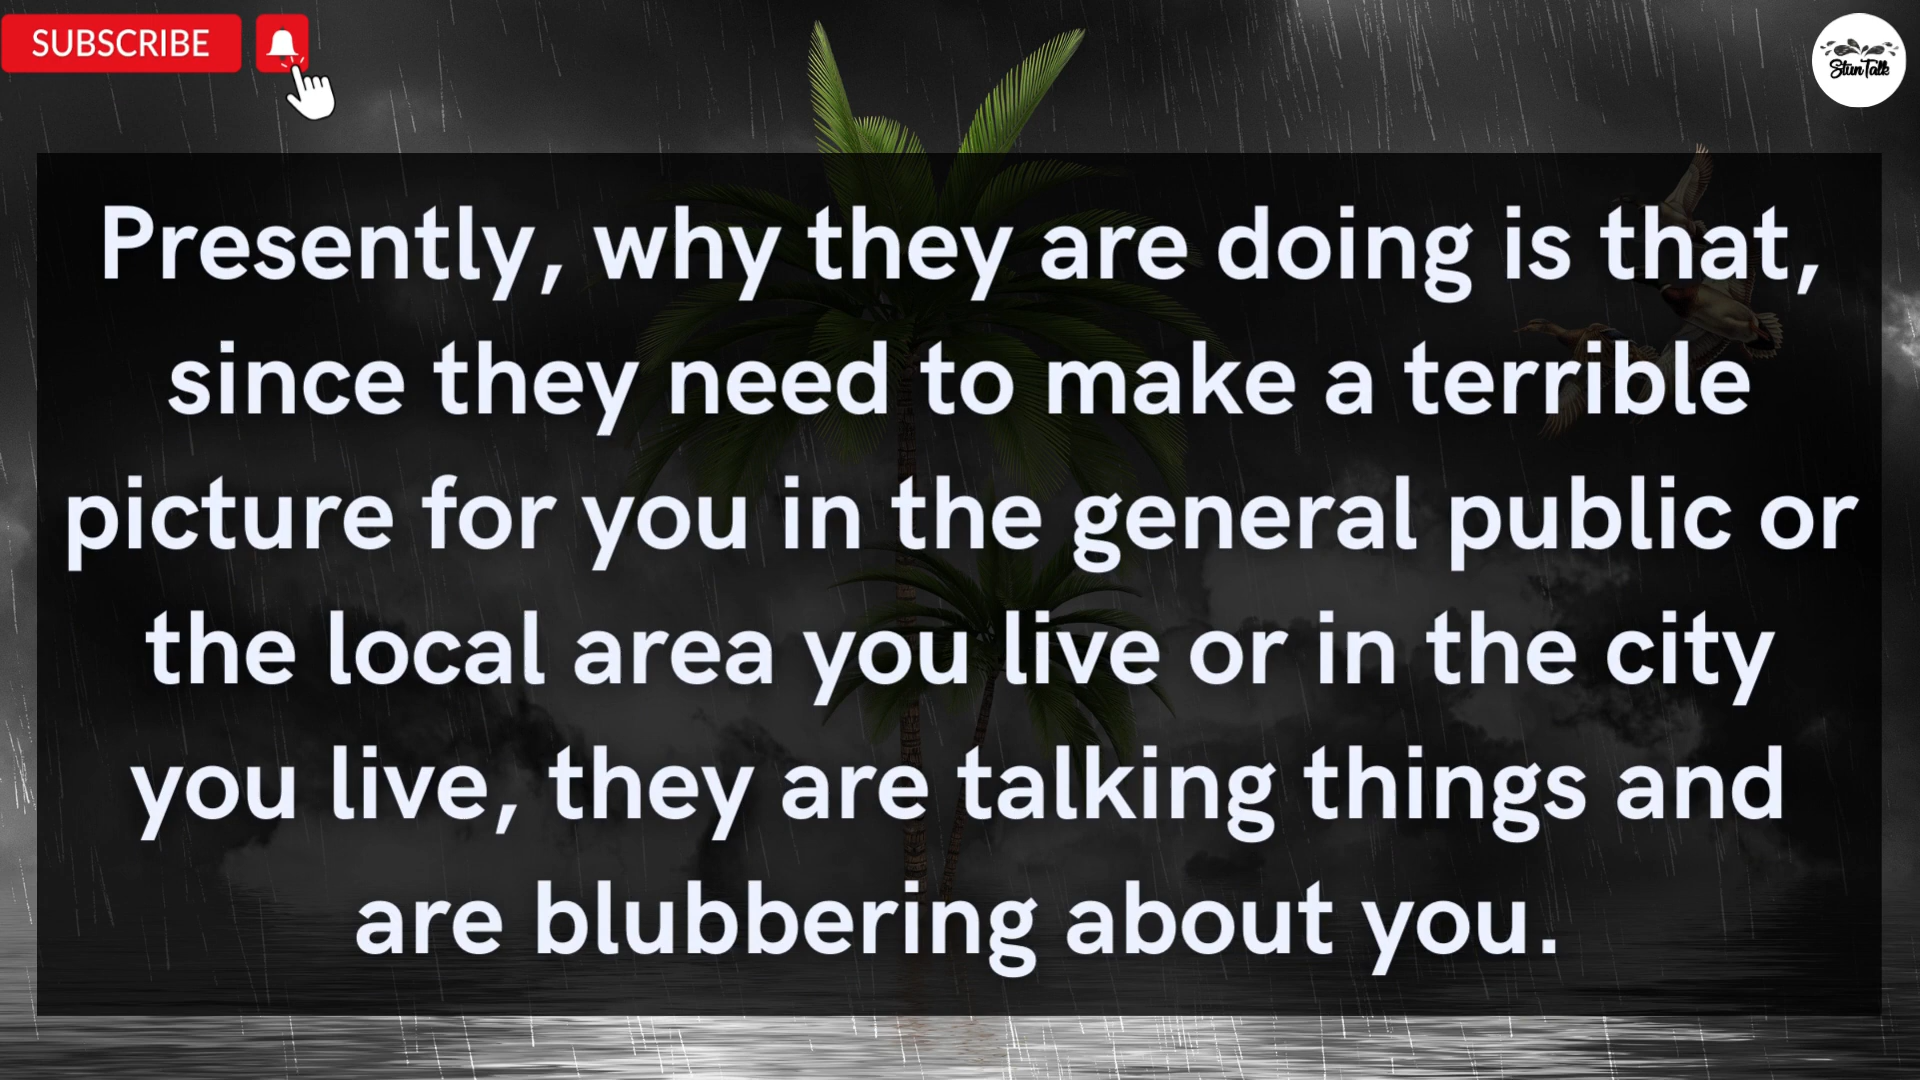 SUBSCRIBE
Stun Talk
Presently, why they are doing is that,
since they need to make a terrible
picture for you in the general public or
the local area you live or in the city
you live, they are talking things and
are blubbering about you.